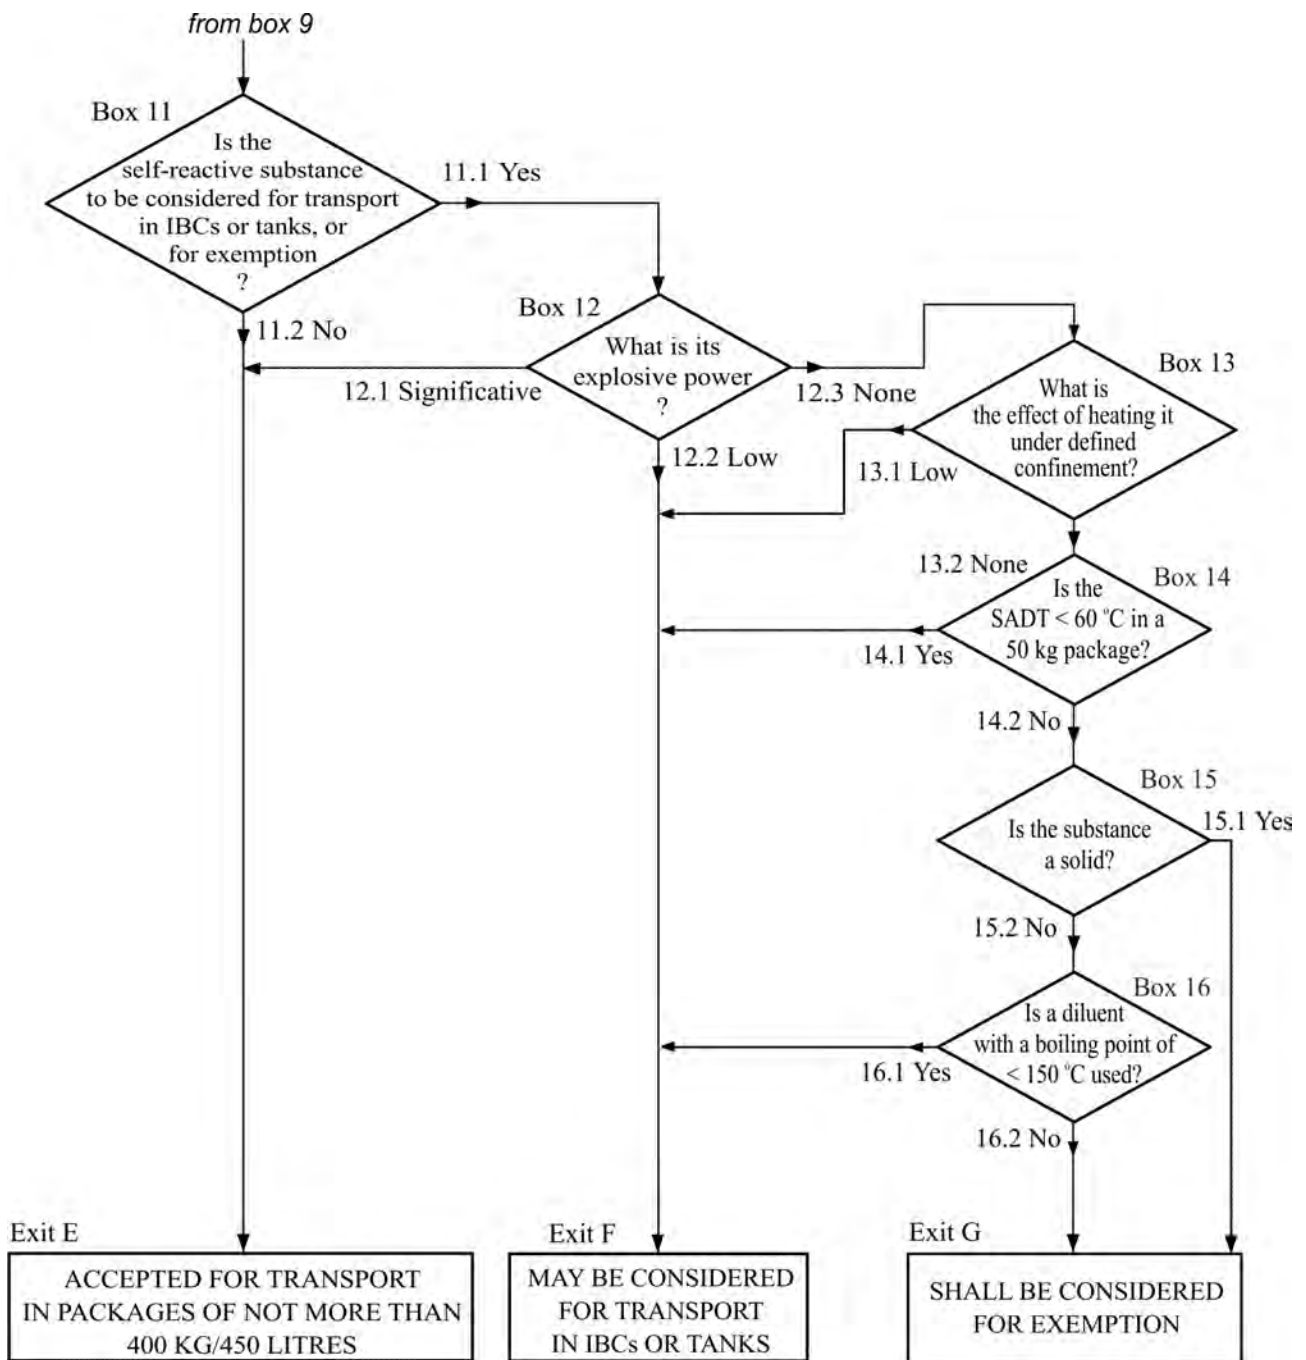 from box 9
Box 11
Is the
self-reactive substance
to be considered for transport
in IBCs or tanks, or
for exemption
?
11.1 Yes
11.2 No
Box 12
What is its
explosive power
?
12.1 Significative
12.3 None
12.2 Low
Box 13
What is
the effect of heating it
under defined
confinement?
13.1 Low
13.2 None
Box 14
Is the
SADT < 60 °C in a
50 kg package?
14.1 Yes
14.2 No
Box 15
Is the substance
a solid?
15.1 Yes
15.2 No
Box 16
Is a diluent
with a boiling point of
< 150 °C used?
16.1 Yes
16.2 No
Exit E
ACCEPTED FOR TRANSPORT
IN PACKAGES OF NOT MORE THAN
400 KG/450 LITRES
Exit F
MAY BE CONSIDERED
FOR TRANSPORT
IN IBCs OR TANKS
Exit G
SHALL BE CONSIDERED
FOR EXEMPTION